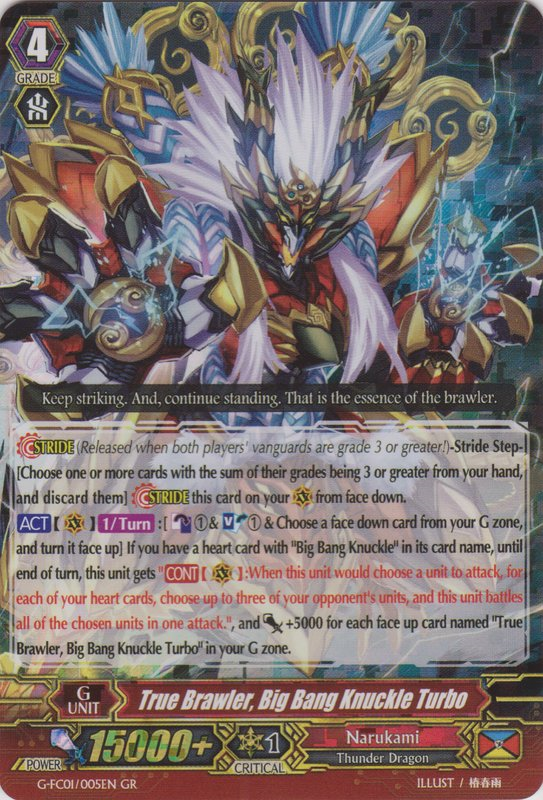 4
GRADE
Keep striking. And, continue standing. That is the essence of the brawler.
STRIDE (Released when both players' vanguards are grade 3 or greater!)-Stride Step-[
[Choose one or more cards with the sum of their grades being 3 or greater from your hand,
and discard them] STRIDE this card on your from face down.
ACT [ ] 1/Turn :[ ①& V ① & Choose a face down card from your G zone,
and turn it face up] If you have a heart card with "Big Bang Knuckle" in its card name, until
end of turn, this unit gets "CONT [ ] :When this unit would choose a unit to attack, for
each of your heart cards, choose up to three of your opponent's units, and this unit battles
all of the chosen units in one attack.", and +5000 for each face up card named "True
Brawler, Big Bang Knuckle Turbo" in your G zone.
G UNIT True Brawler, Big Bang Knuckle Turbo
POWER 15000+ 1 CRITICAL Narukami
Thunder Dragon
G-FC01/005EN GR ILLUST / 椿春雨